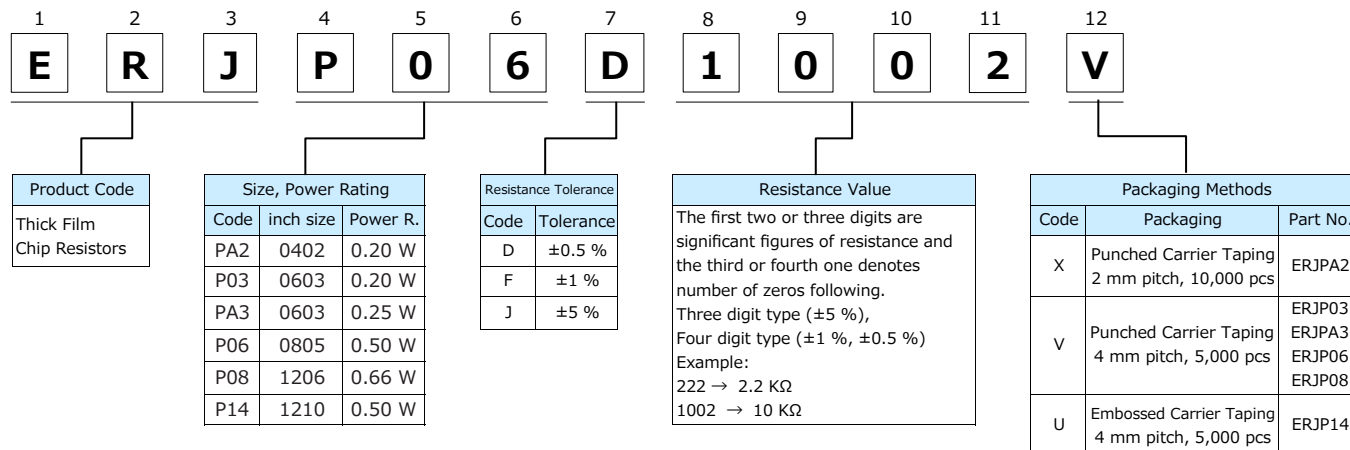 1 2 3 4 5 6 7 8 9 10 11 12
E R J P 0 6 D 1 0 0 2 V
Product Code
Thick Film
Chip Resistors
Size, Power Rating
Code inch size Power R.
PA2 0402 0.20 W
P03 0603 0.20 W
PA3 0603 0.25 W
P06 0805 0.50 W
P08 1206 0.66 W
P14 1210 0.50 W
Resistance Tolerance
Code Tolerance
D ±0.5 %
F ±1 %
J ±5 %
Resistance Value
The first two or three digits are
significant figures of resistance and
the third or fourth one denotes
number of zeros following.
Three digit type (±5 %),
Four digit type (±1 %, ±0.5 %)
Example:
222 → 2.2 KΩ
1002 → 10 KΩ
Packaging Methods
Code Packaging Part No.
X Punched Carrier Taping
2 mm pitch, 10,000 pcs ERJPA2
V Punched Carrier Taping
4 mm pitch, 5,000 pcs
ERJP03
ERJPA3
ERJP06
ERJP08
U Embossed Carrier Taping
4 mm pitch, 5,000 pcs ERJP14